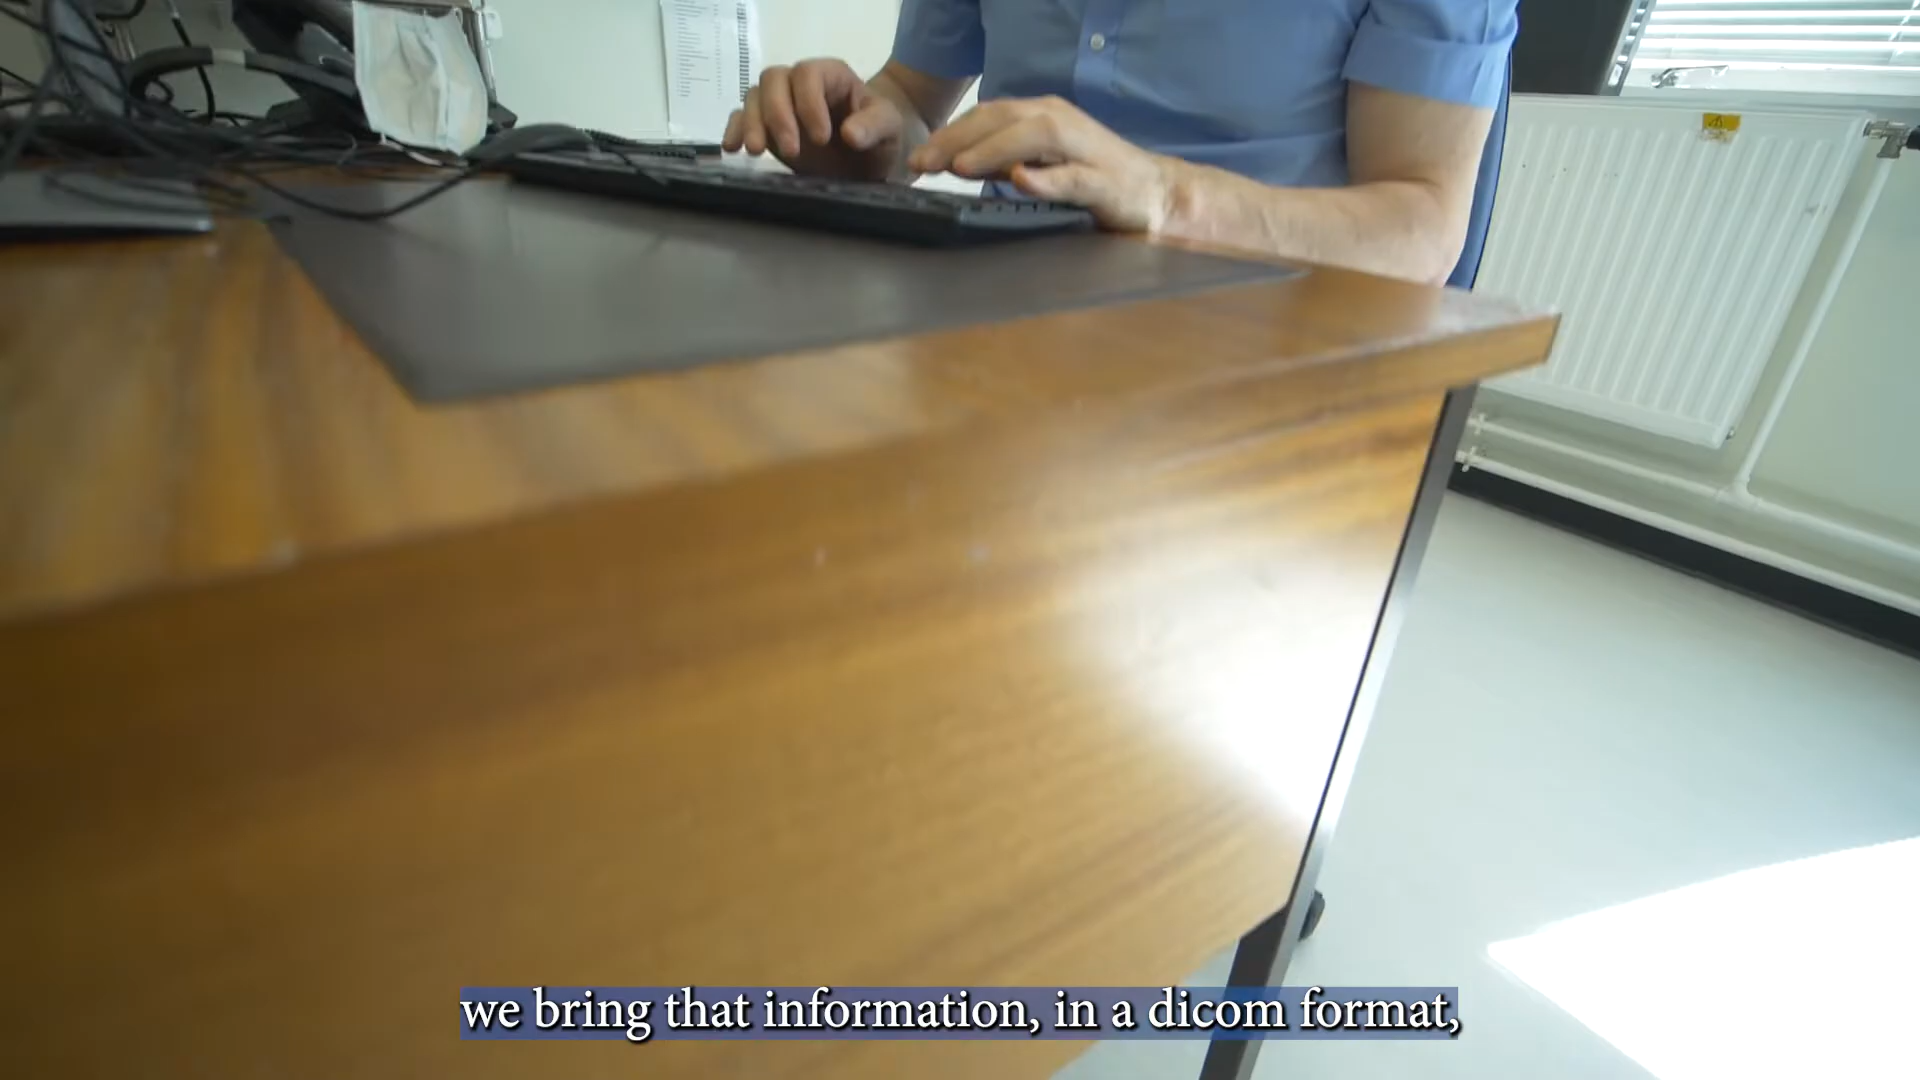 we bring that information, in a dicom format,